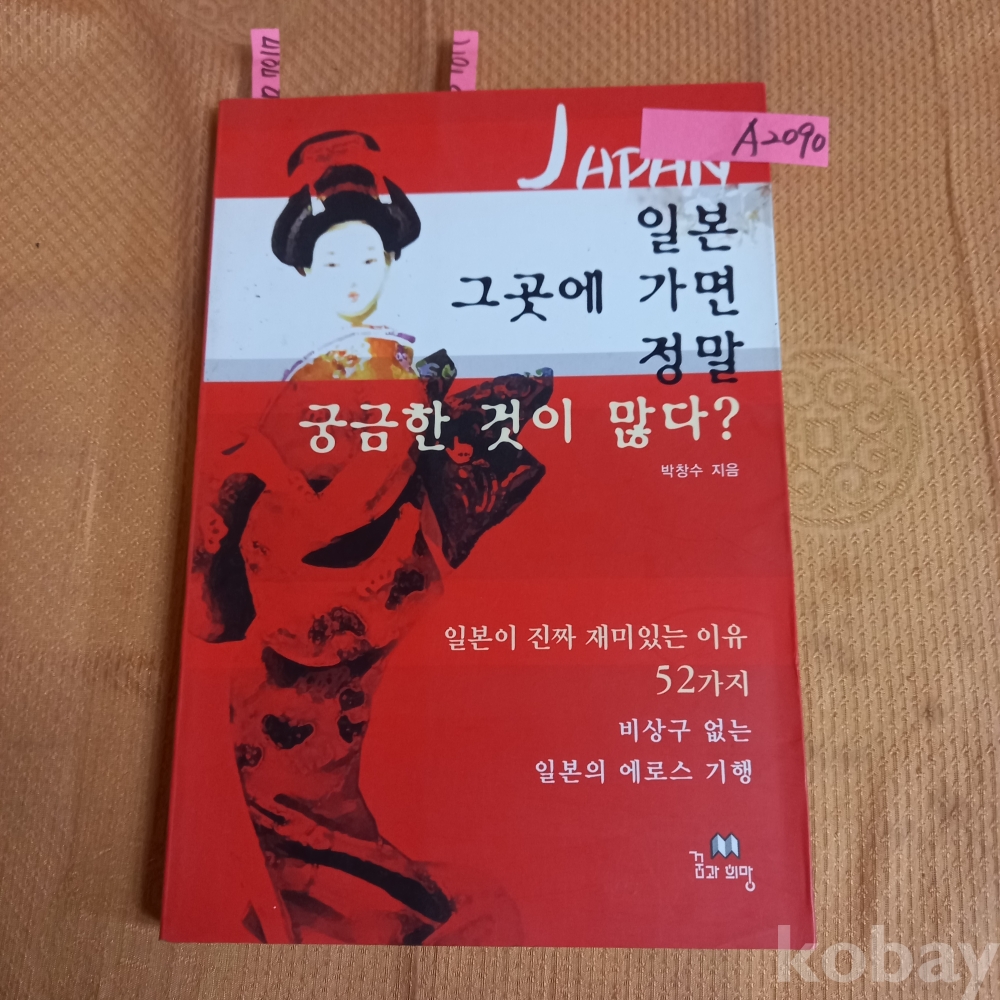 A2090
JAPAN
일본
그곳에 가면
정말
궁금한 것이 많다?
박창수 지음
일본이 진짜 재미있는 이유
52가지
비상구 없는
일본의 에로스 기행
꿈과 희망
kobay